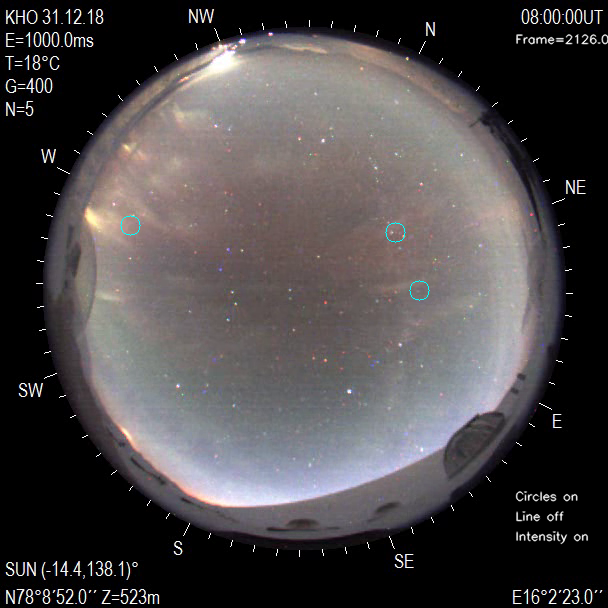 KHO 31.12.18
E=1000.0ms
T=18°C
G=400
N=5
08:00:00UT
Frame=2126.0
NW
N
W
NE
SW
E
S
SE
Circles on
Line off
Intensity on
SUN (-14.4,138.1)°
N78°8'52.0'' Z=523m
E16°2'23.0''